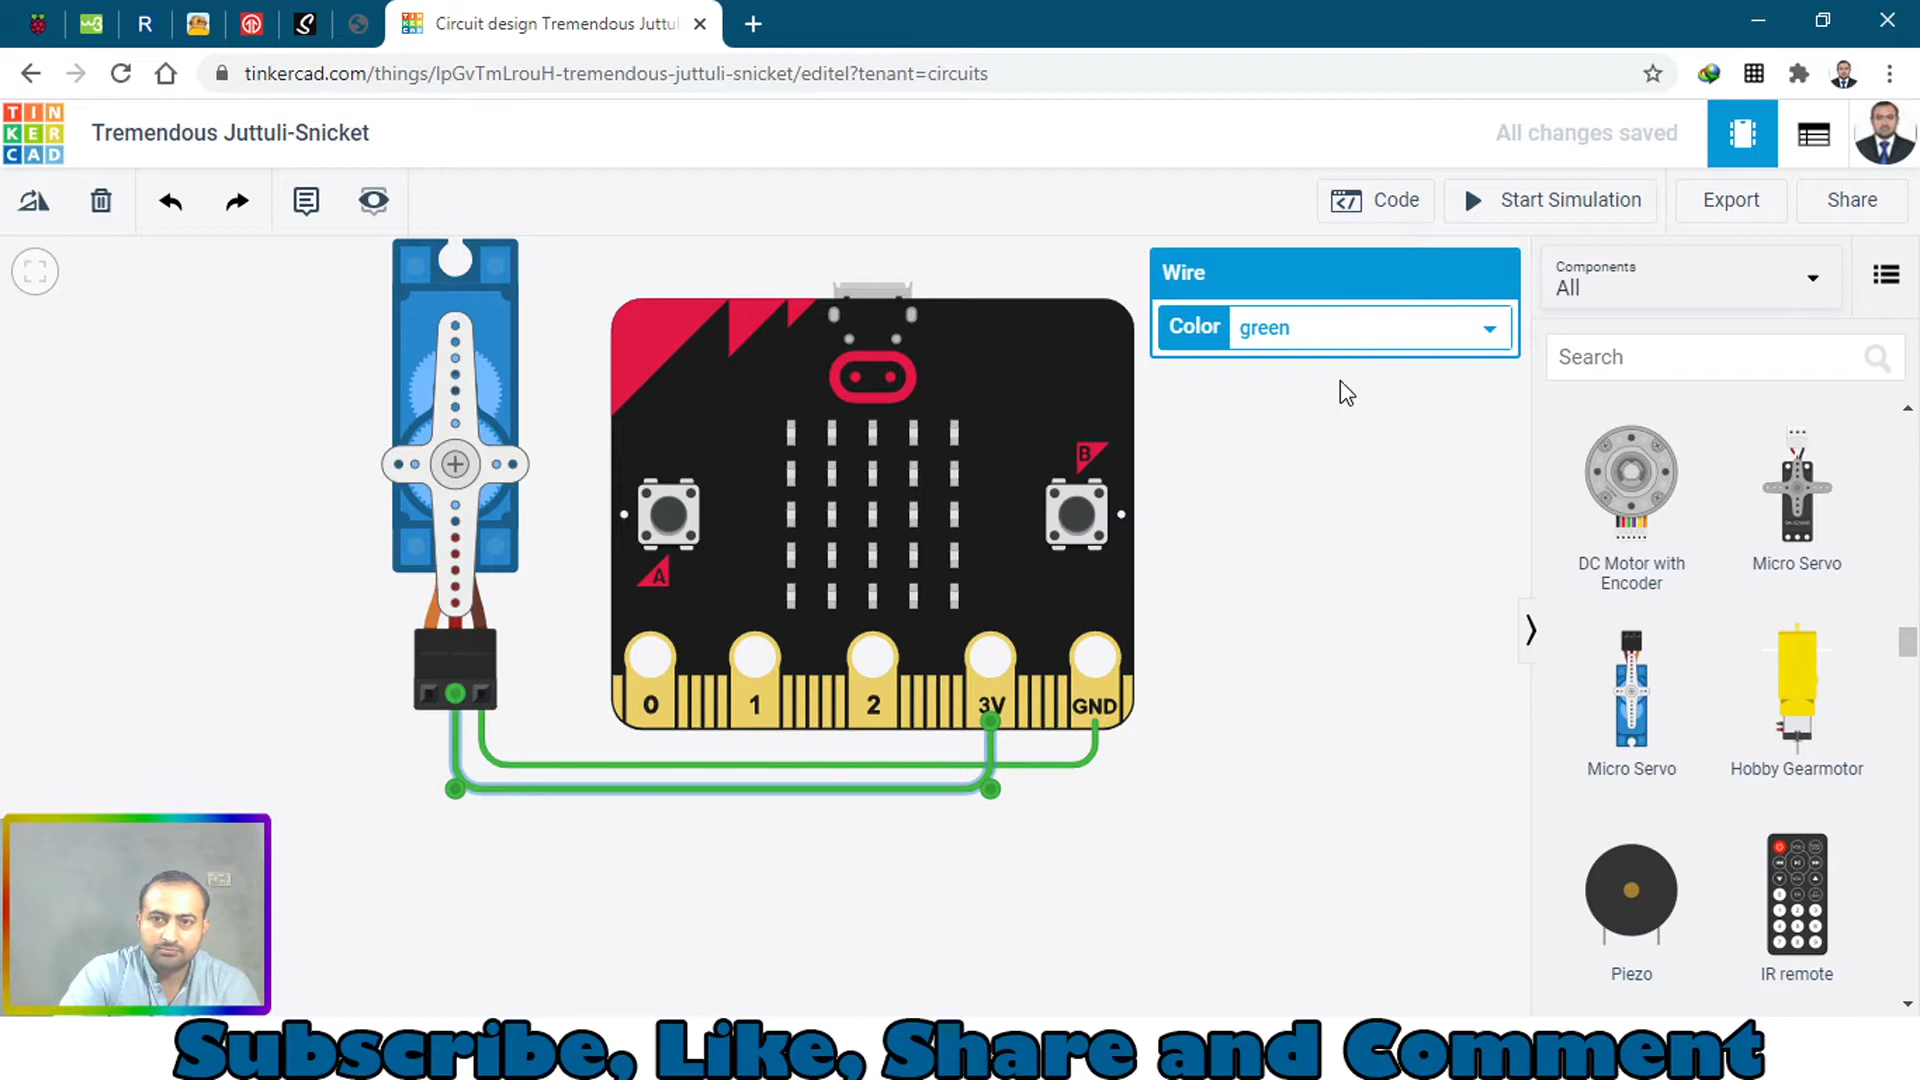 Circuit design Tremendous Juttul
tinkercad.com/things/lpGvTmLrouH-tremendous-juttuli-snicket/editel?tenant=circuits
TIN
KER
CAD
Tremendous Juttuli-Snicket
All changes saved
Code
Start Simulation
Export
Share
Wire
Color
green
Components
All
Search
DC Motor with
Encoder
Micro Servo
Micro Servo
Hobby Gearmotor
Piezo
IR remote
B
A
0
1
2
3V
GND
Subscribe, Like, Share and Comment